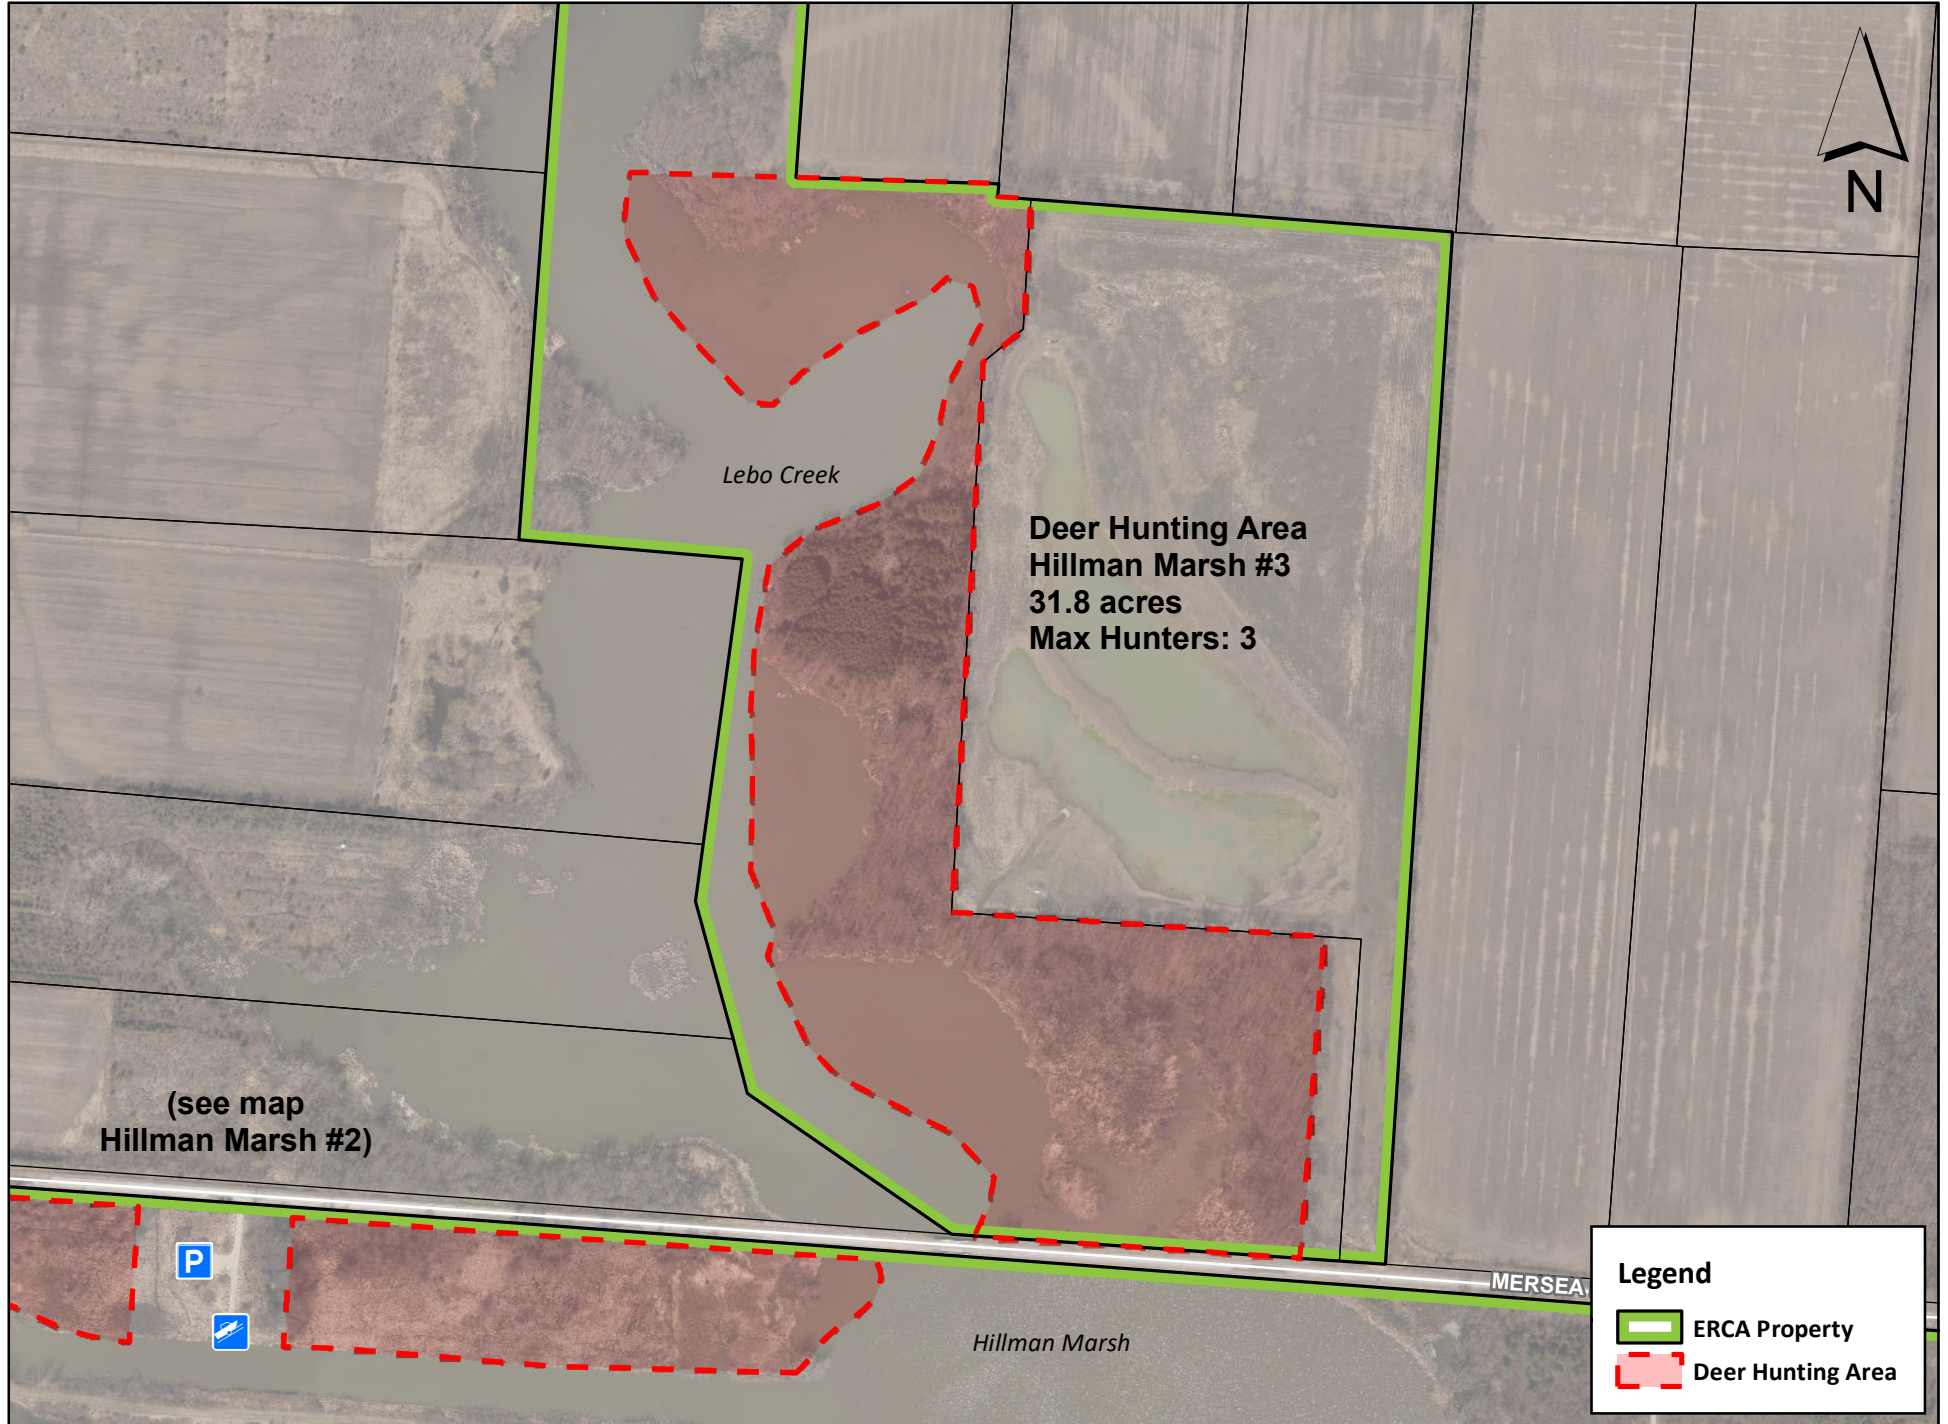 N
Lebo Creek
Deer Hunting Area
Hillman Marsh #3
31.8 acres
Max Hunters: 3
(see map
Hillman Marsh #2)
P
MERSEA
Hillman Marsh
Legend
ERCA Property
Deer Hunting Area